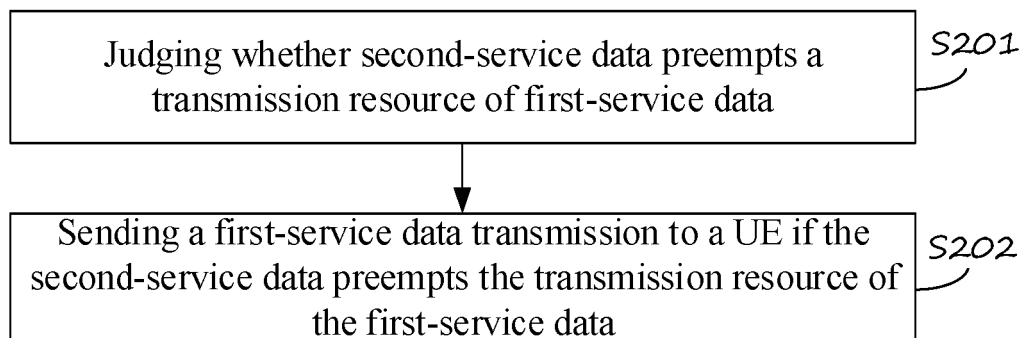 Judging whether second-service data preempts a
transmission resource of first-service data
S201
Sending a first-service data transmission to a UE if the
second-service data preempts the transmission resource of
the first-service data
S202